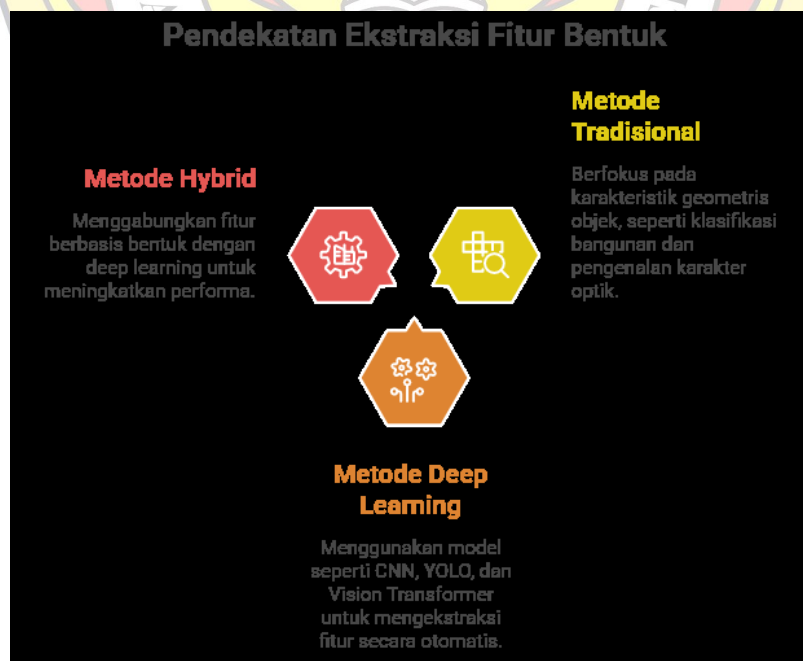 Pendekatan Ekstraksi Fitur Bentuk
Metode
Tradisional
Berfokus pada
karakteristik geometris
objek, seperti klasifikasi
bangunan dan
pengenalan karakter
optik.
Metode Hybrid
Menggabungkan fitur
berbasis bentuk dengan
deep learning untuk
meningkatkan performa.
Metode Deep
Learning
Menggunakan model
seperti CNN, YOLO, dan
Vision Transformer
untuk mengekstraksi
fitur secara otomatis.